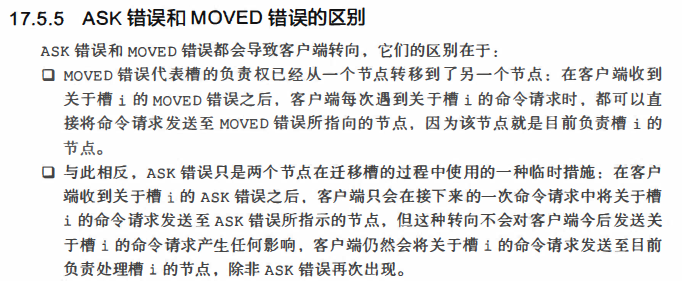 17.5.5 ASK 错误和 MOVED 错误的区别
ASK 错误和 MOVED 错误都会导致客户端转向，它们的区别在于：
❏ MOVED 错误代表槽的负责权已经从一个节点转移到了另一个节点：在客户端收到
关于槽 i 的 MOVED 错误之后，客户端每次遇到关于槽 i 的命令请求时，都可以直
接将命令请求发送至 MOVED 错误所指向的节点，因为该节点就是目前负责槽 i 的
节点。
❏ 与此相反，ASK 错误只是两个节点在迁移槽的过程中使用的一种临时措施：在客户
端收到关于槽 i 的 ASK 错误之后，客户端只会在接下来的一次命令请求中将关于槽
i 的命令请求发送至 ASK 错误所指示的节点，但这种转向不会对客户端今后发送关
于槽 i 的命令请求产生任何影响，客户端仍然会将关于槽 i 的命令请求发送至目前
负责处理槽 i 的节点，除非 ASK 错误再次出现。